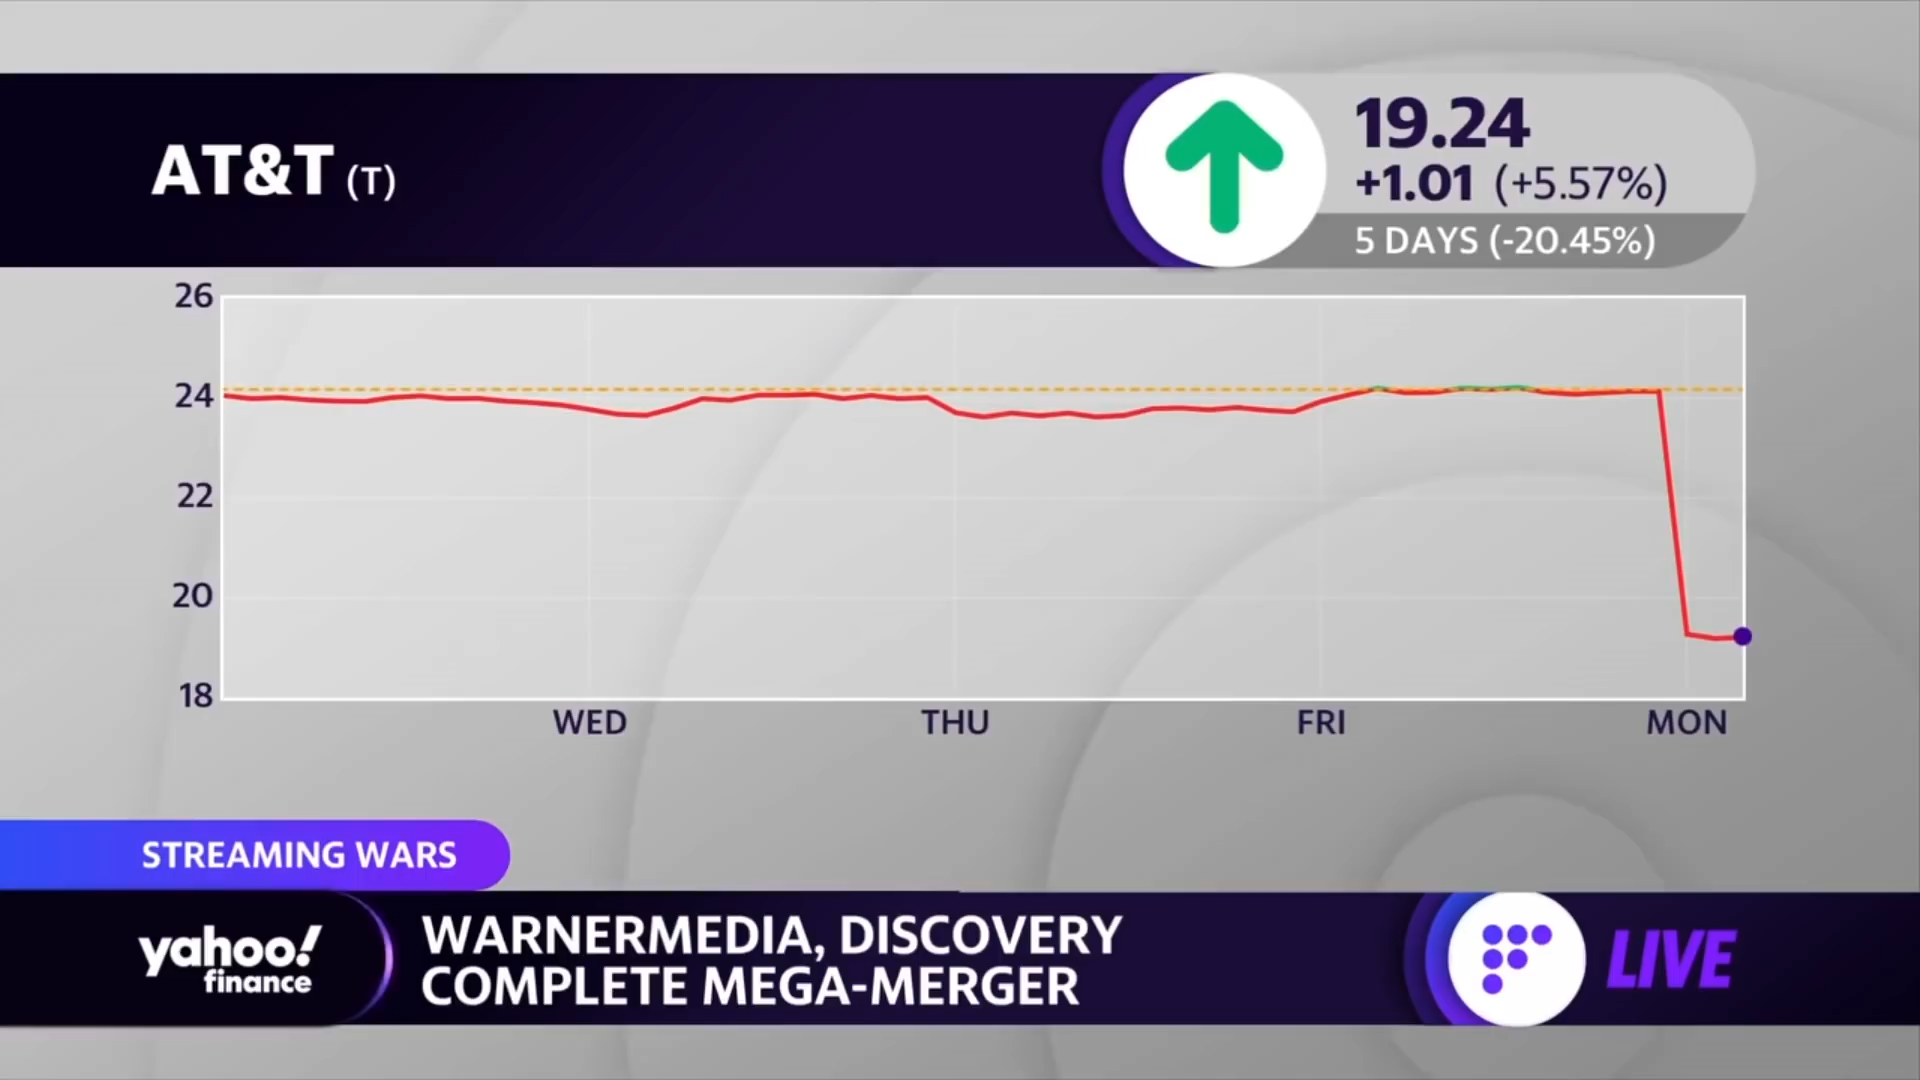 AT&T (T)
19.24
+1.01 (+5.57%)
5 DAYS (-20.45%)
26
24
22
20
18
WED THU FRI MON
STREAMING WARS
yahoo!
finance
WARNERMEDIA, DISCOVERY
COMPLETE MEGA-MERGER
LIVE